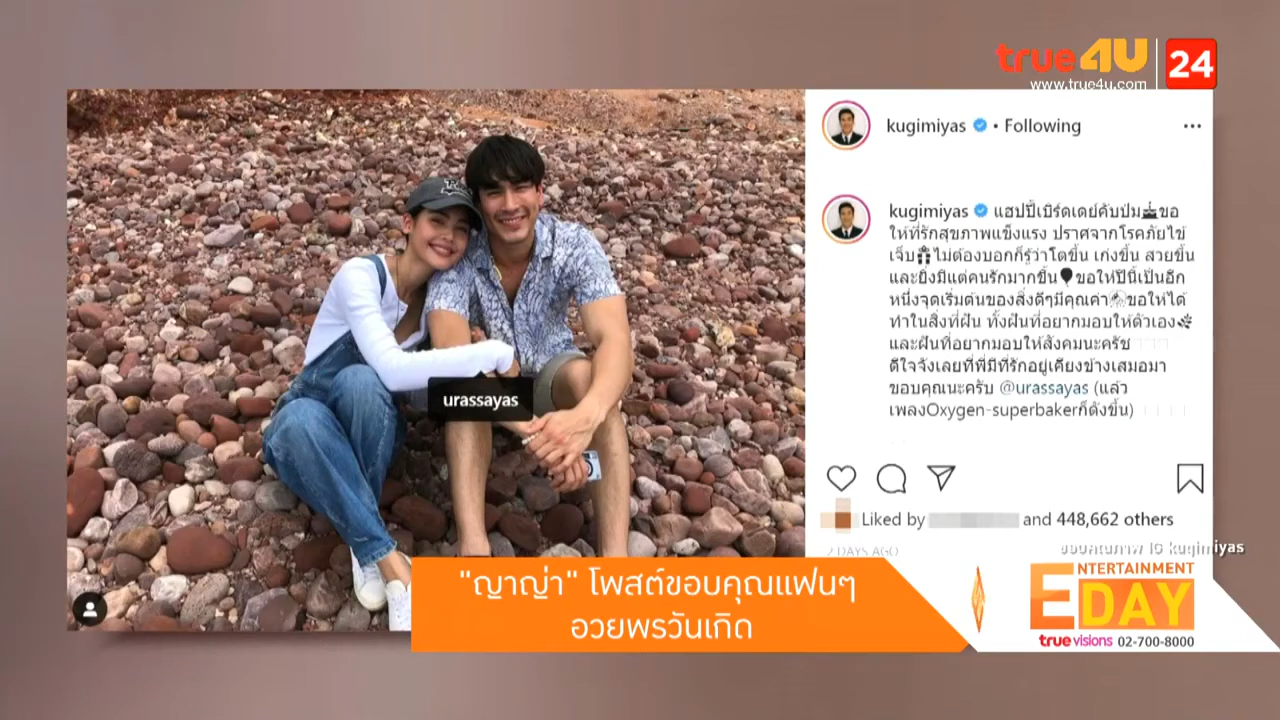 true4U
24
www.true4u.com
kugimiyas • Following
kugimiyas แฮปปี้เบิร์ดเดย์คับป่ม🎂ขอ
ให้ที่รักสุขภาพแข็งแรง ปราศจากโรคภัยไข้
เจ็บ ไม่ต้องบอกก็รู้ว่าโตขึ้น เก่งขึ้น สวยขึ้น
และยิ่งมีแต่คนรักมากขึ้น🎈ขอให้ปีนี้เป็นอีก
หนึ่งจุดเริ่มต้นของสิ่งดีๆมีคุณค่า ขอให้ได้
ทำในสิ่งที่ฝัน ทั้งฝันที่อยากมอบให้ตัวเอง
และฝันที่อยากมอบให้สังคมนะครัช
ดีใจจังเลยที่พี่มีที่รักอยู่เคียงข้างเสมอมา
ขอบคุณนะครับ @urassayas (แล้ว
เพลงOxygen-superbakerก็ดังขึ้น)
urassayas
Liked by
and 448,662 others
2 DAYS AGO
ขอบคุณภาพ IG kugimiyas
"ญาญ่า" โพสต์ขอบคุณแฟนๆ
อวยพรวันเกิด
ENTERTAINMENT
DAY
truevisions 02-700-8000